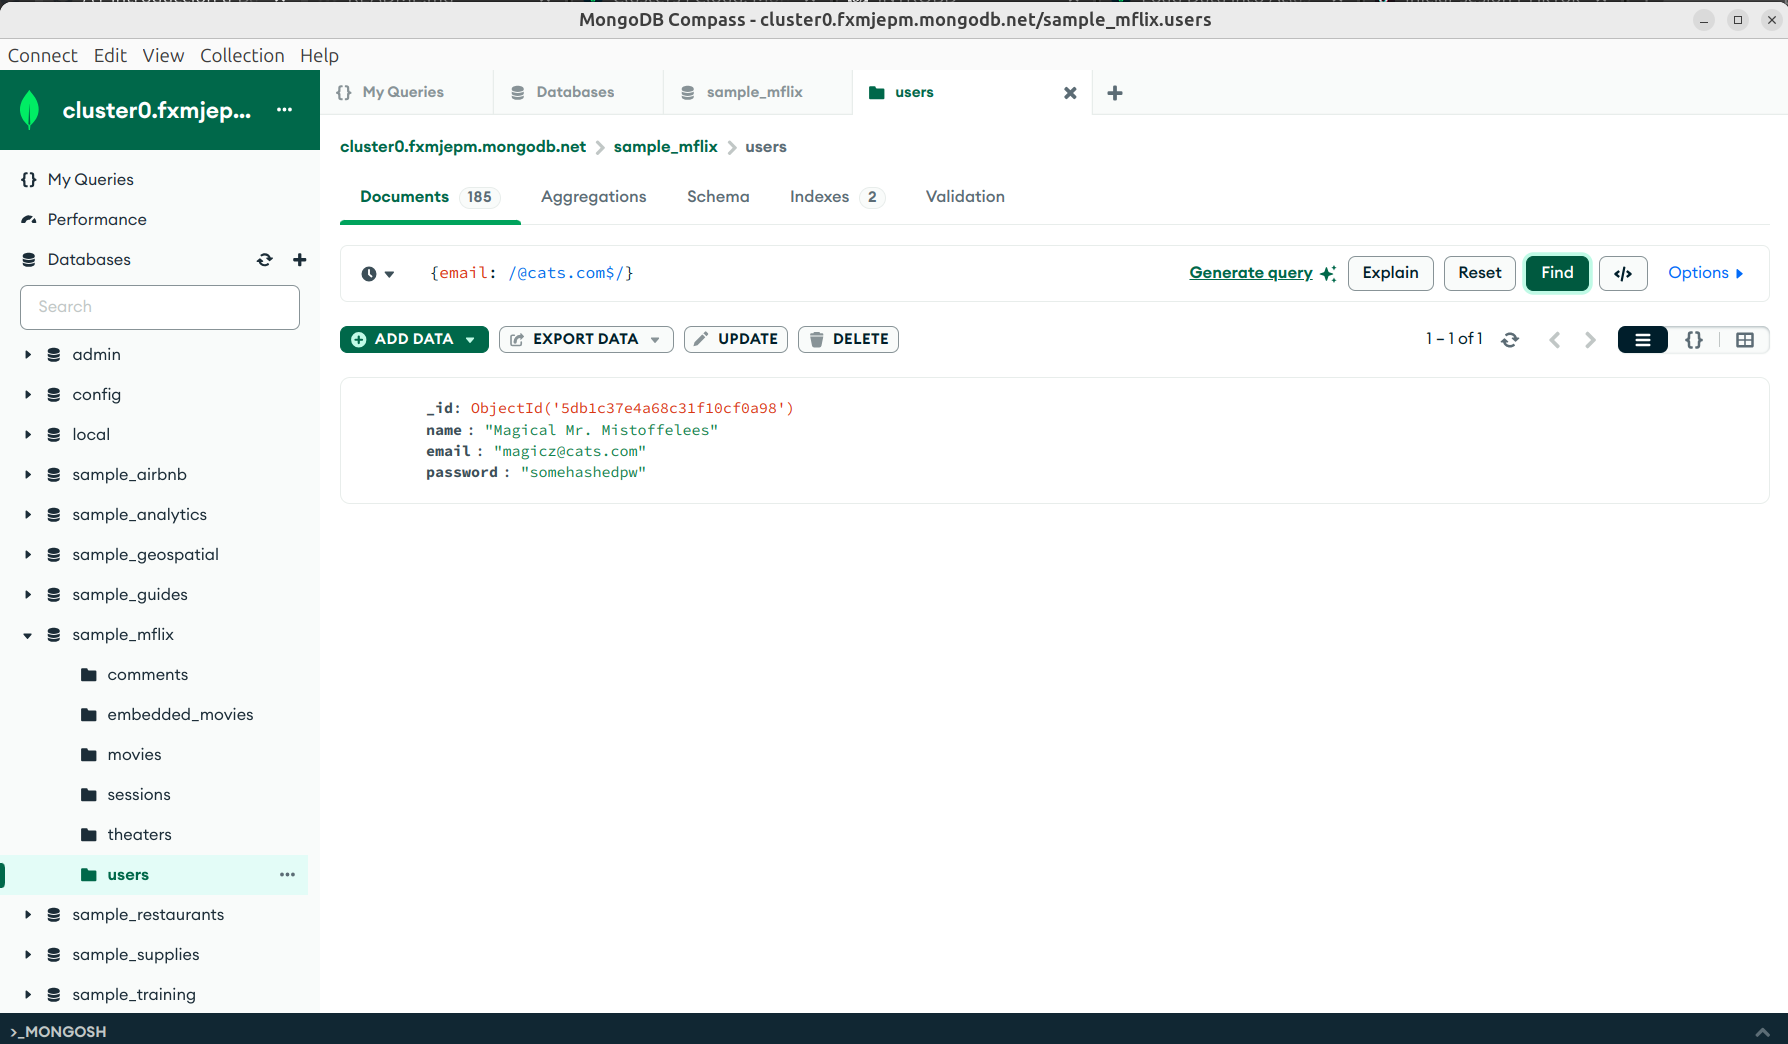 MongoDB Compass - cluster0.fxmjepm.mongodb.net/sample_mflix.users
Connect Edit View Collection Help
cluster0.fxmjep... ...
{} My Queries
Databases
sample_mflix
users
cluster0.fxmjepm.mongodb.net > sample_mflix > users
{} My Queries
Performance
Databases
Search
admin
config
local
sample_airbnb
sample_analytics
sample_geospatial
sample_guides
sample_mflix
comments
embedded_movies
movies
sessions
theaters
users ...
sample_restaurants
sample_supplies
sample_training
Documents 185 Aggregations Schema Indexes 2 Validation
{email: /@cats.com$/}
Generate query Explain Reset Find </> Options
ADD DATA EXPORT DATA UPDATE DELETE
1 – 1 of 1 {}
_id: ObjectId('5db1c37e4a68c31f10cf0a98')
name : "Magical Mr. Mistoffelees"
email : "magicz@cats.com"
password : "somehashedpw"
>_MONGOSH